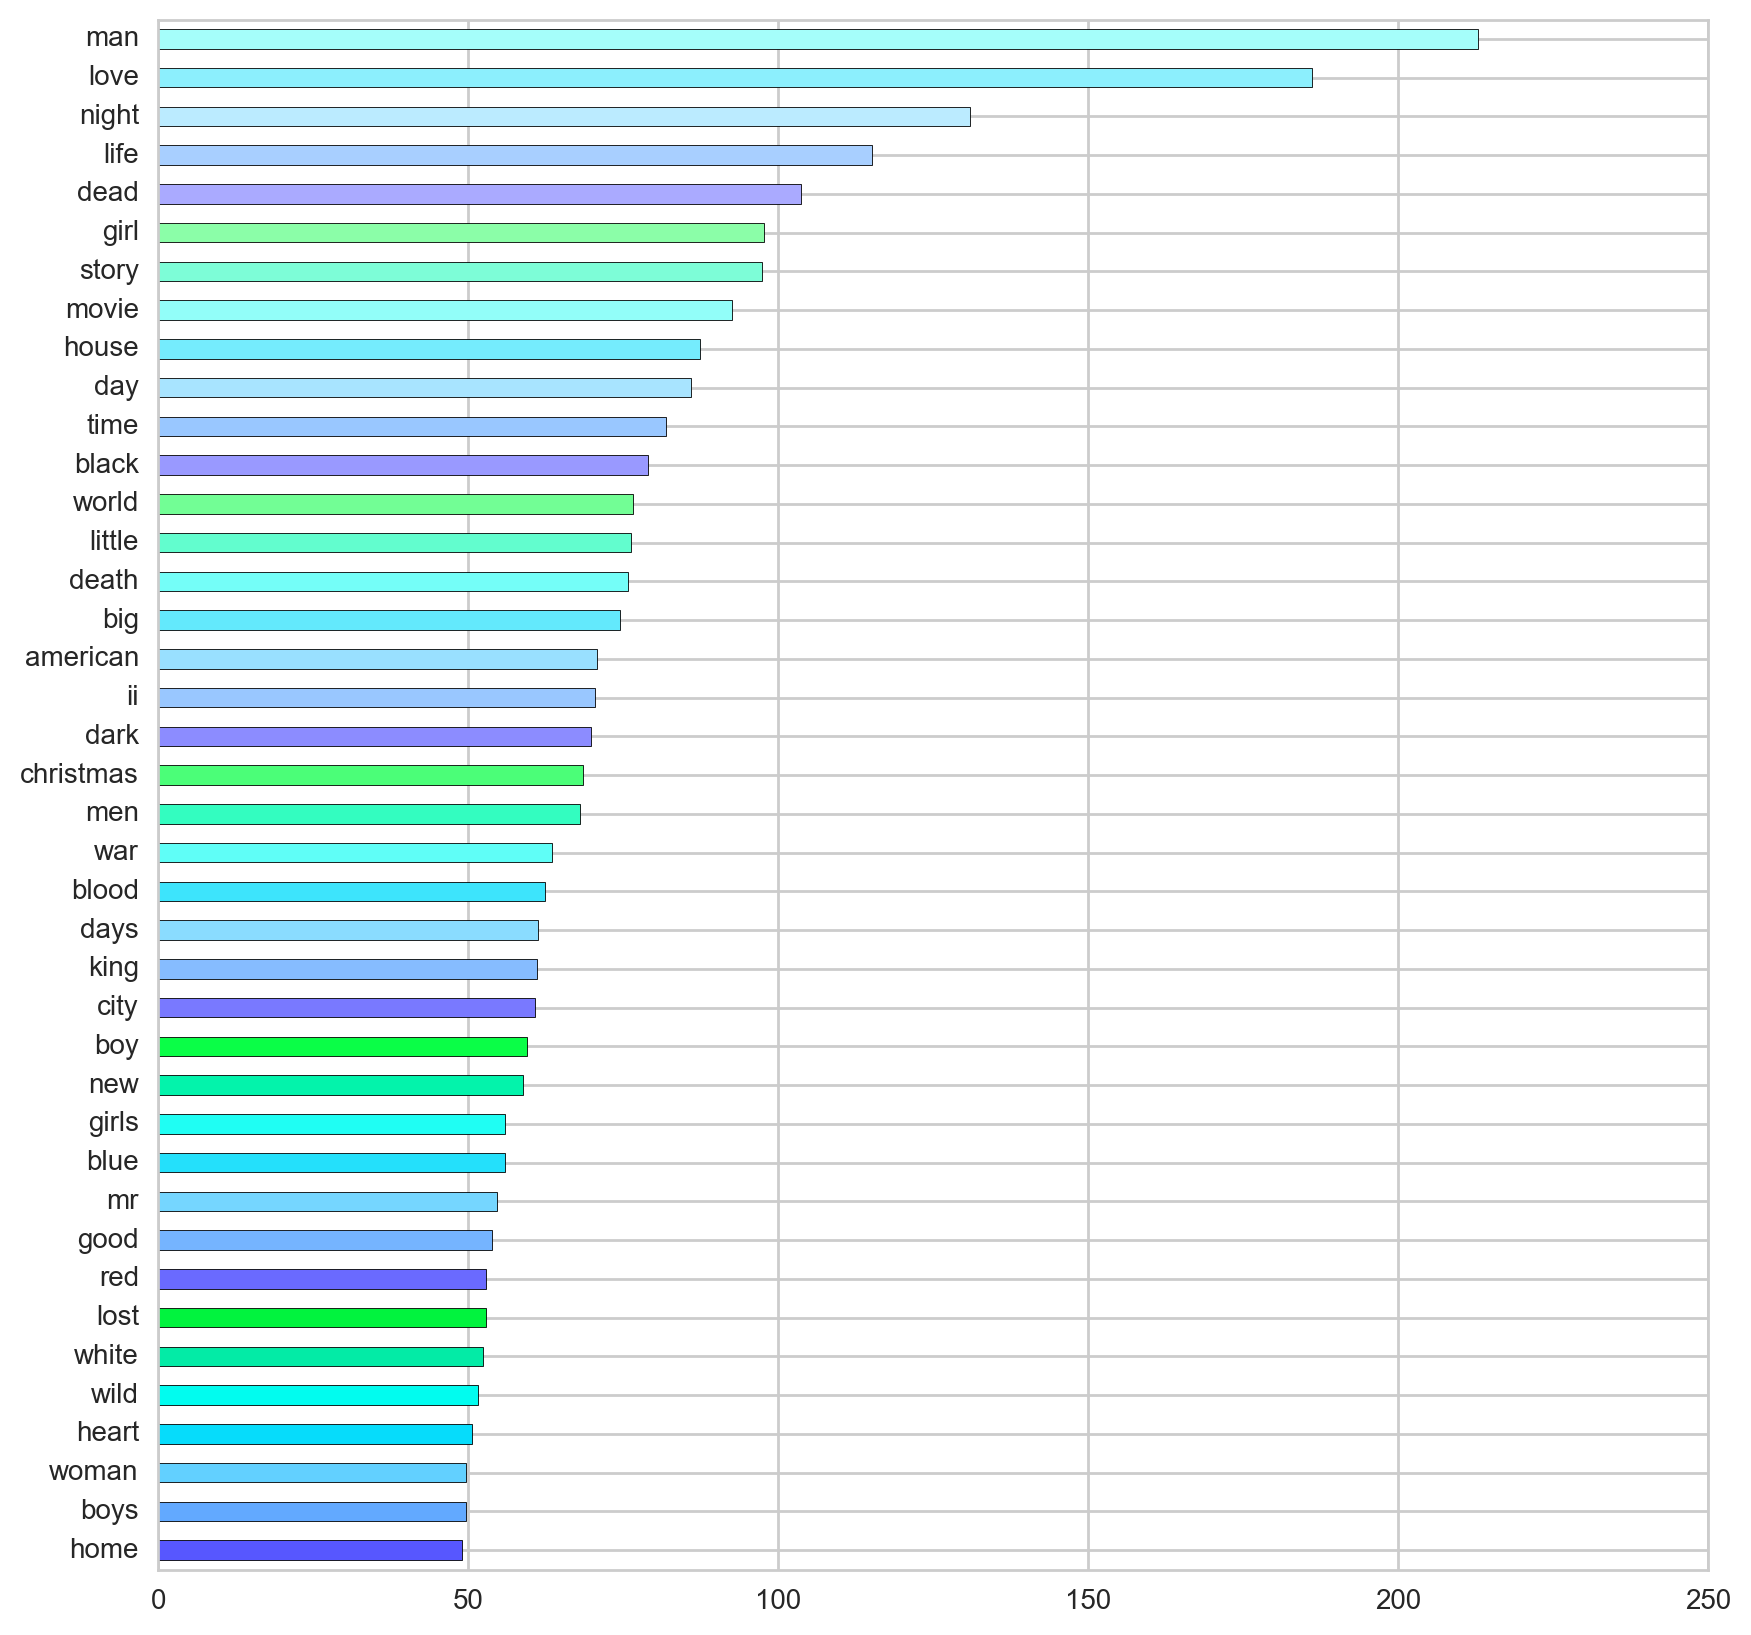 man
love
night
life
dead
girl
story
movie
house
day
time
black
world
little
death
big
american
ii
dark
christmas
men
war
blood
days
king
city
boy
new
girls
blue
mr
good
red
lost
white
wild
heart
woman
boys
home
0 50 100 150 200 250